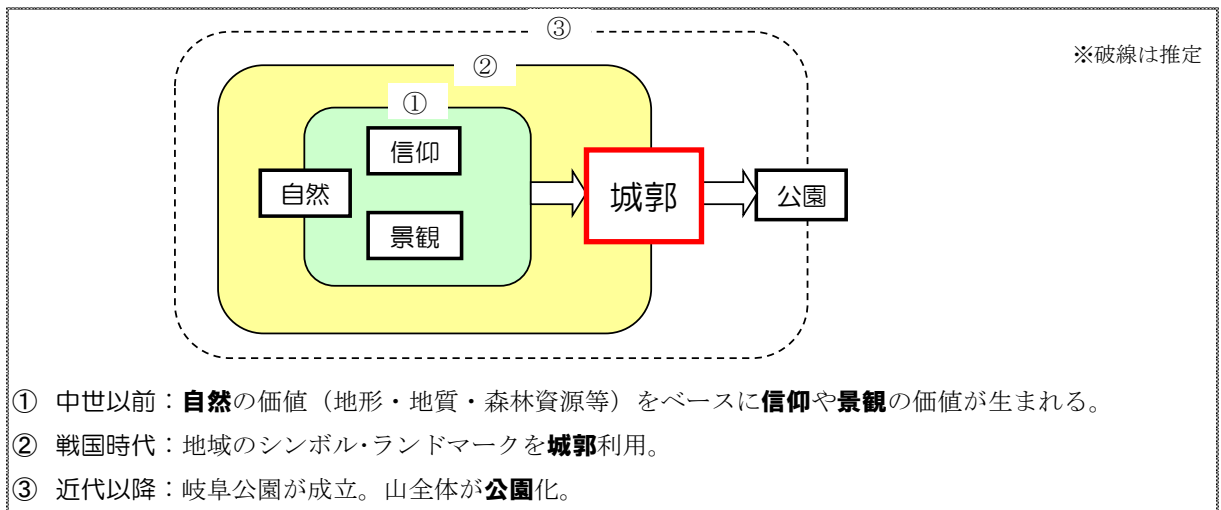 ③
※破線は推定
②
①
信仰
自然
城郭
公園
景観
① 中世以前：自然の価値（地形・地質・森林資源等）をベースに信仰や景観の価値が生まれる。
② 戦国時代：地域のシンボル・ランドマークを城郭利用。
③ 近代以降：岐阜公園が成立。山全体が公園化。